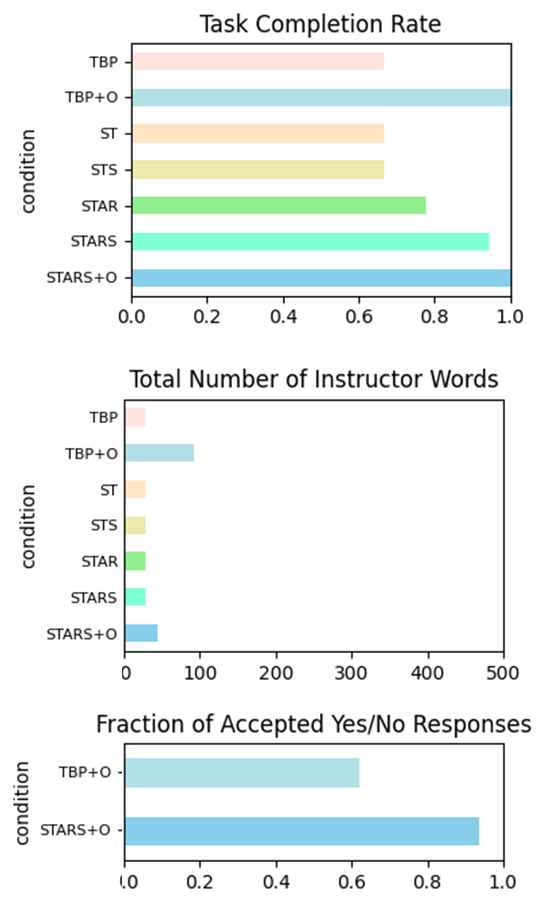 Task Completion Rate
condition
TBP
TBP+O
ST
STS
STAR
STARS
STARS+O
0.0 0.2 0.4 0.6 0.8 1.0
Total Number of Instructor Words
condition
TBP
TBP+O
ST
STS
STAR
STARS
STARS+O
0 100 200 300 400 500
Fraction of Accepted Yes/No Responses
condition
TBP+O
STARS+O
.0 0.2 0.4 0.6 0.8 1.0